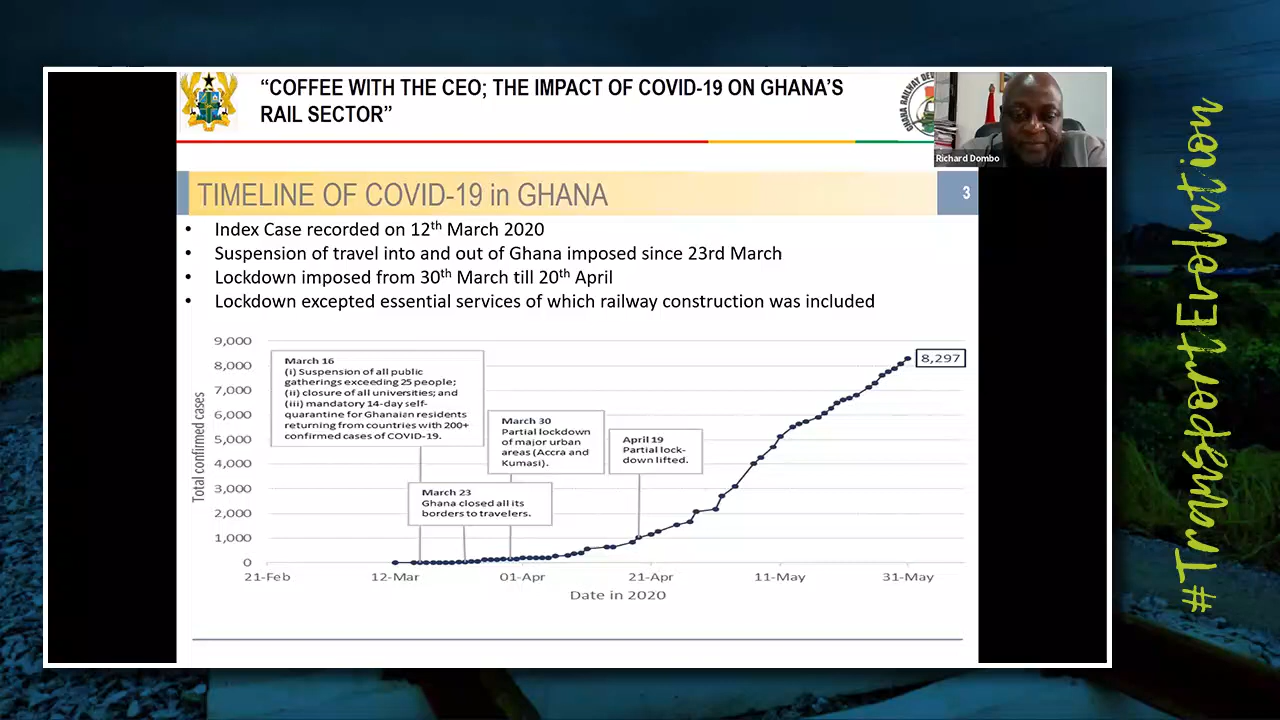 “COFFEE WITH THE CEO; THE IMPACT OF COVID-19 ON GHANA’S
RAIL SECTOR”
GHANA RAILWAY DE
Richard Dombo
TIMELINE OF COVID-19 in GHANA
3
• Index Case recorded on 12th March 2020
• Suspension of travel into and out of Ghana imposed since 23rd March
• Lockdown imposed from 30th March till 20th April
• Lockdown excepted essential services of which railway construction was included
Total confirmed cases
9,000
8,000
7,000
6,000
5,000
4,000
3,000
2,000
1,000
0
March 16
(i) Suspension of all public
gatherings exceeding 25 people;
(ii) closure of all universities; and
(iii) mandatory 14-day self-
quarantine for Ghanaian residents
returning from countries with 200+
confirmed cases of COVID-19.
March 23
Ghana closed all its
borders to travelers.
March 30
Partial lockdown
of major urban
areas (Accra and
Kumasi).
April 19
Partial lock-
down lifted.
8,297
21-Feb
12-Mar
01-Apr
21-Apr
11-May
31-May
Date in 2020
#TransportEvolution